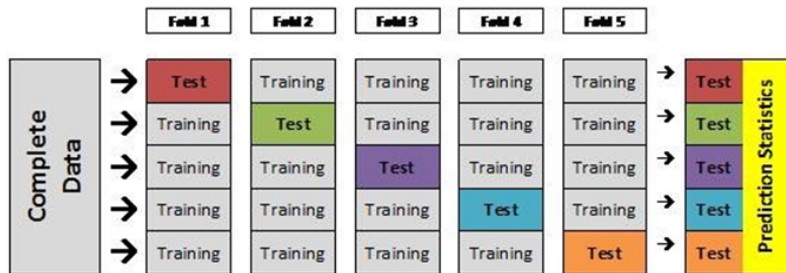 Fold 1 Fold 2 Fold 3 Fold 4 Fold 5
Complete Data
Test Training Training Training Training Test
Training Test Training Training Training Test
Training Training Test Training Training Test
Training Training Training Test Training Test
Training Training Training Training Test Test
Prediction Statistics